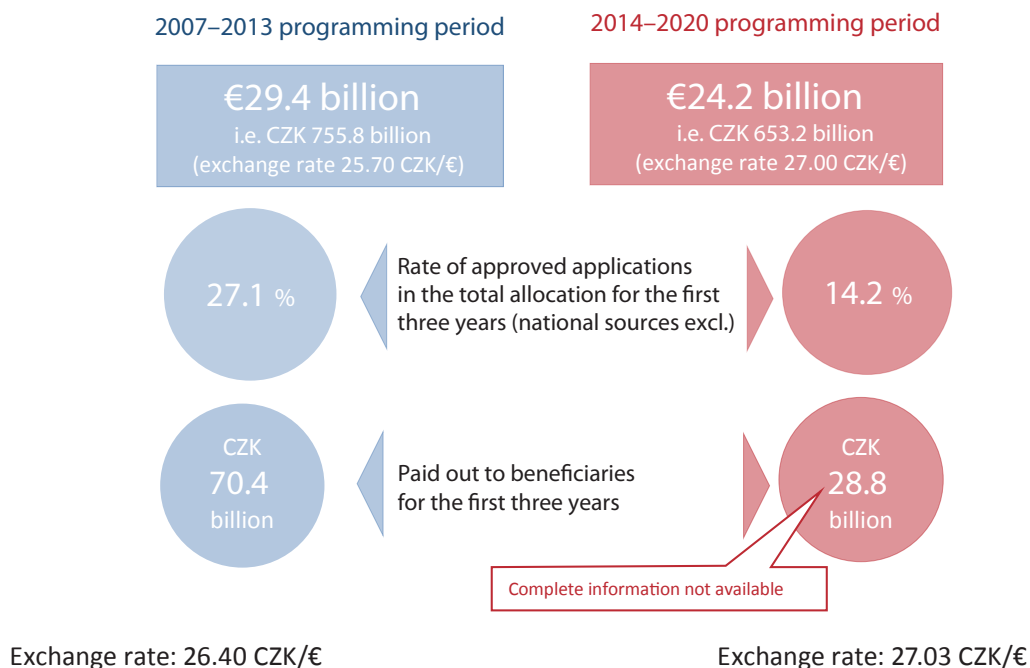 2007–2013 programming period
2014–2020 programming period
€29.4 billion
i.e. CZK 755.8 billion
(exchange rate 25.70 CZK/€)
€24.2 billion
i.e. CZK 653.2 billion
(exchange rate 27.00 CZK/€)
27.1 %
Rate of approved applications
in the total allocation for the first
three years (national sources excl.)
14.2 %
CZK
70.4
billion
Paid out to beneficiaries
for the first three years
CZK
28.8
billion
Complete information not available
Exchange rate: 26.40 CZK/€
Exchange rate: 27.03 CZK/€